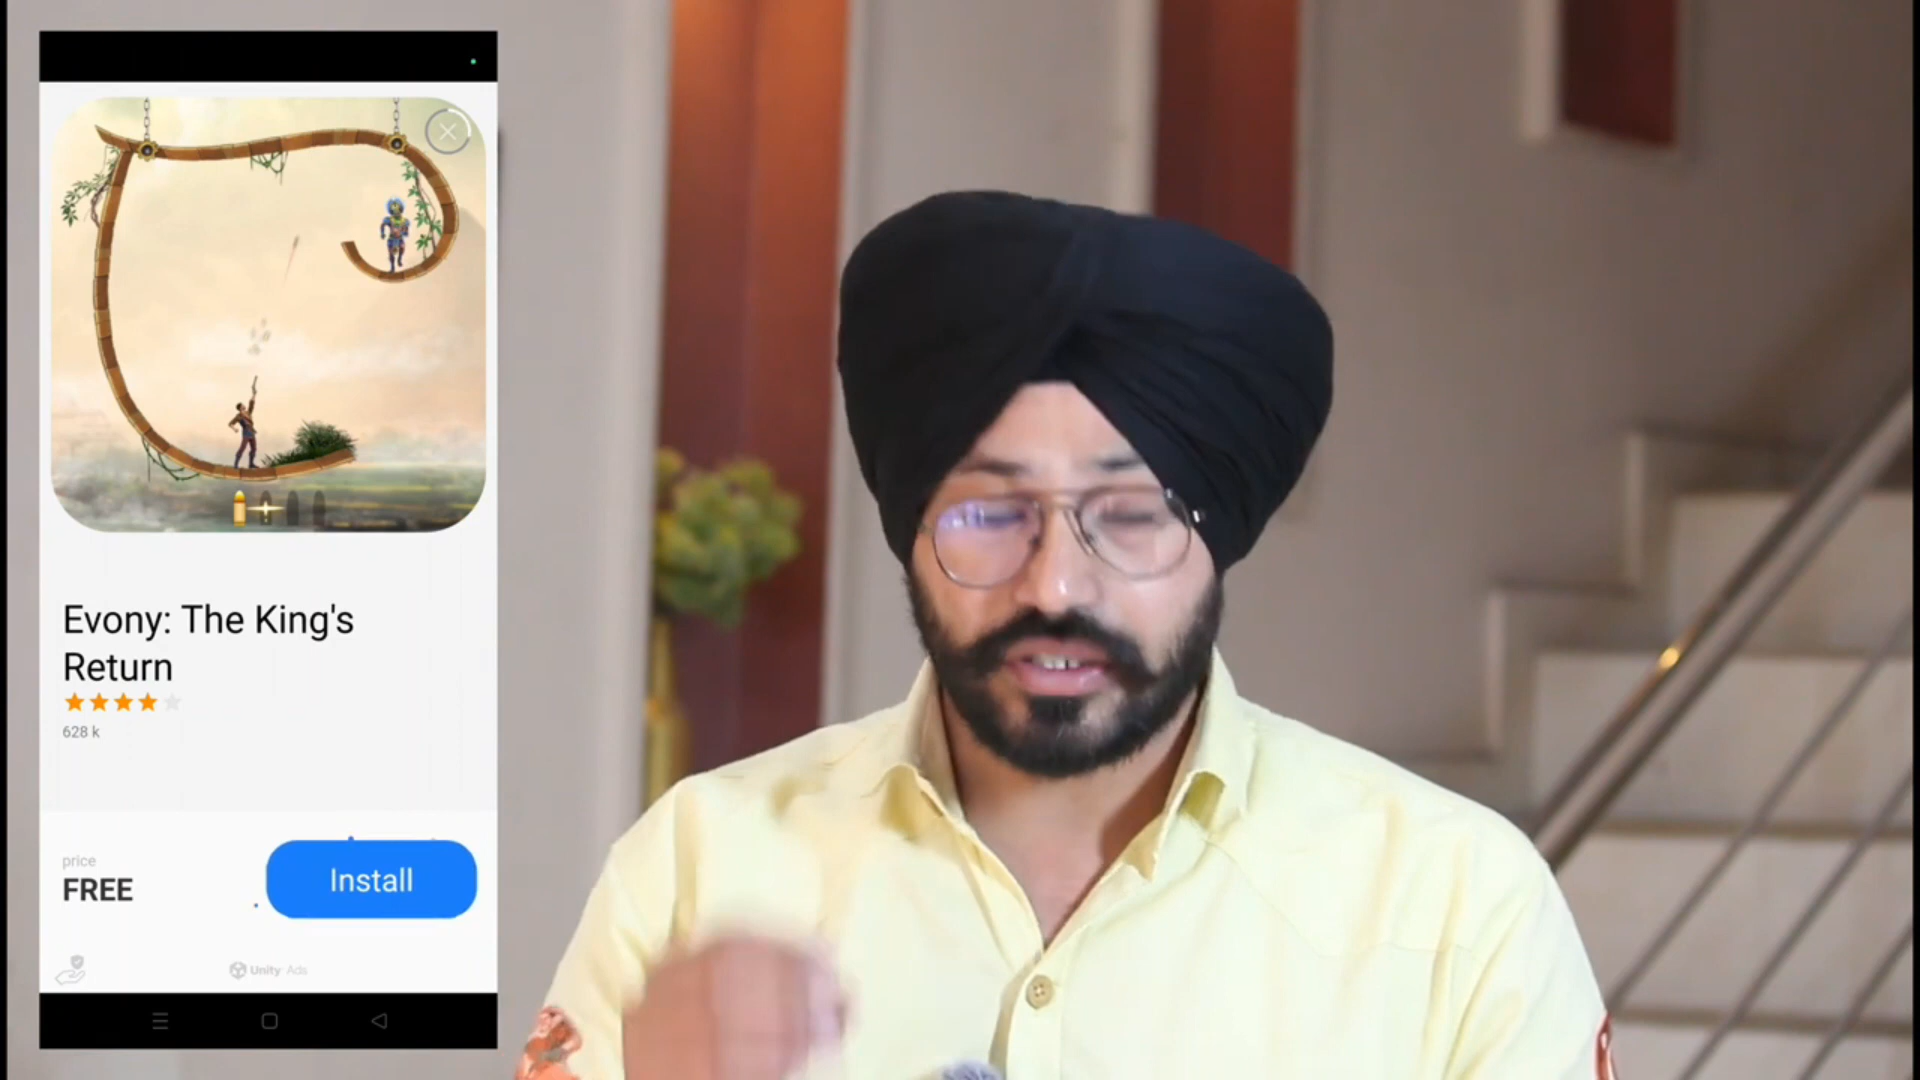 Evony: The King's
Return
628 k
price
FREE
Install
Unity Ads